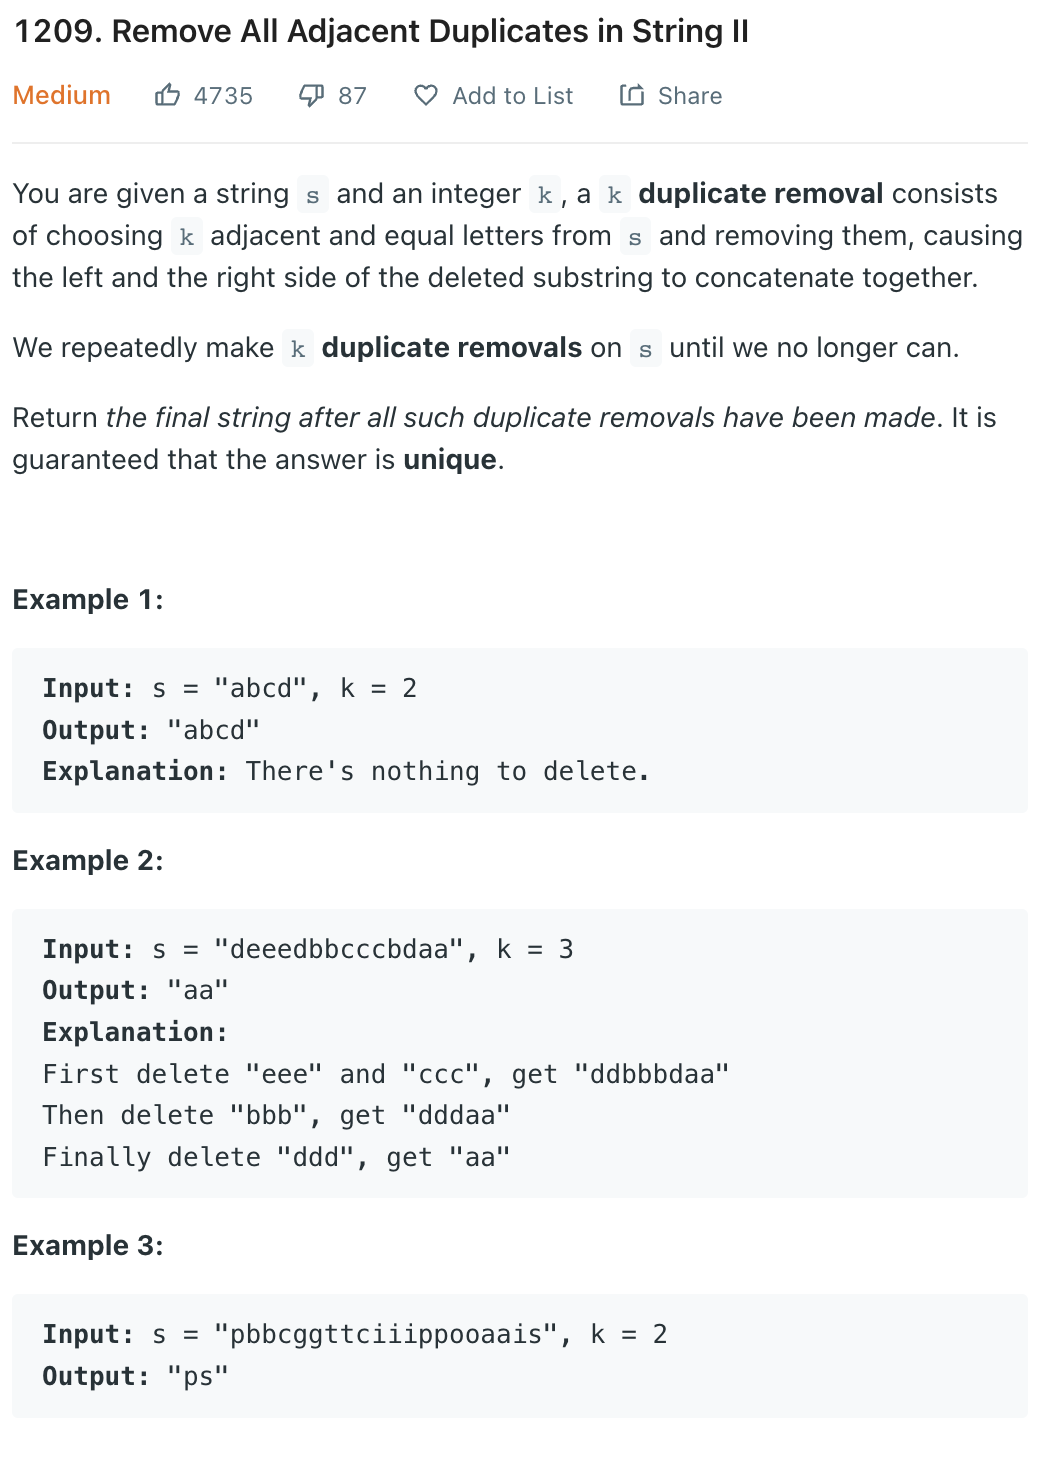 1209. Remove All Adjacent Duplicates in String II
Medium 4735 87 Add to List Share
You are given a string s and an integer k, a k duplicate removal consists
of choosing k adjacent and equal letters from s and removing them, causing
the left and the right side of the deleted substring to concatenate together.
We repeatedly make k duplicate removals on s until we no longer can.
Return the final string after all such duplicate removals have been made. It is
guaranteed that the answer is unique.
Example 1:
Input: s = "abcd", k = 2
Output: "abcd"
Explanation: There's nothing to delete.
Example 2:
Input: s = "deeedbbcccbdaa", k = 3
Output: "aa"
Explanation:
First delete "eee" and "ccc", get "ddbbbdaa"
Then delete "bbb", get "dddaa"
Finally delete "ddd", get "aa"
Example 3:
Input: s = "pbbcggttciiippooaais", k = 2
Output: "ps"